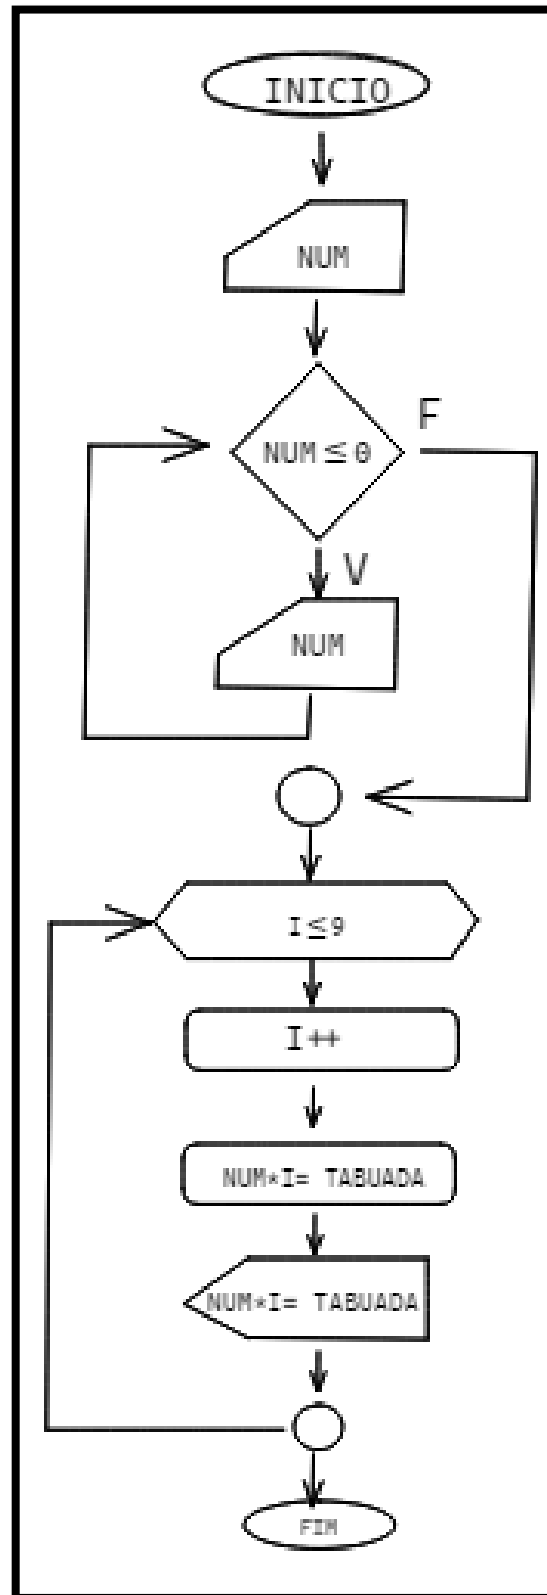 INICIO
NUM
F
NUM ≤ 0
V
NUM
I ≤ 9
I ++
NUM*I= TABUADA
NUM*I= TABUADA
FIM